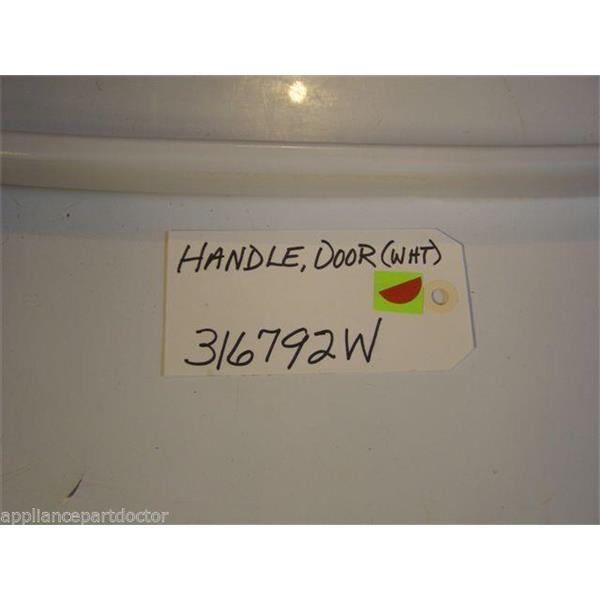 HANDLE, DOOR (WHT)
316792W
appliancepartdoctor